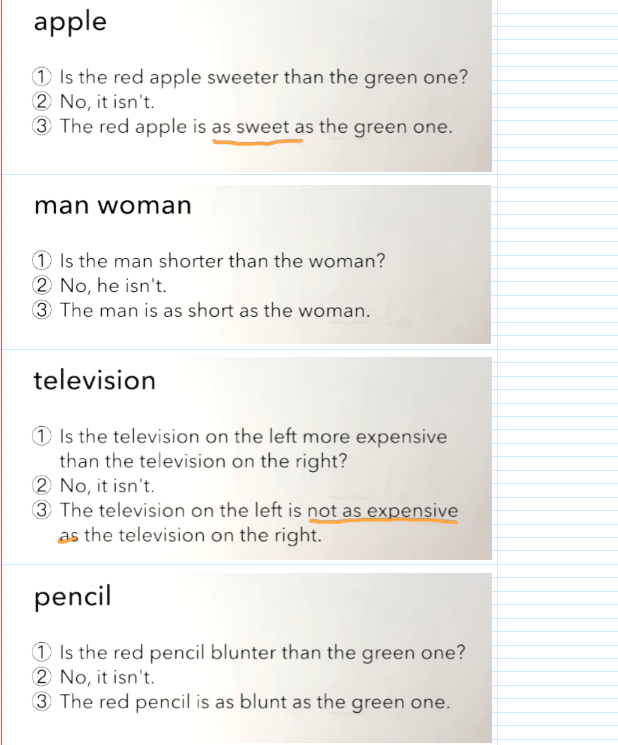 apple
① Is the red apple sweeter than the green one?
② No, it isn't.
③ The red apple is as sweet as the green one.
man woman
① Is the man shorter than the woman?
② No, he isn't.
③ The man is as short as the woman.
television
① Is the television on the left more expensive
than the television on the right?
② No, it isn't.
③ The television on the left is not as expensive
as the television on the right.
pencil
① Is the red pencil blunter than the green one?
② No, it isn't.
③ The red pencil is as blunt as the green one.